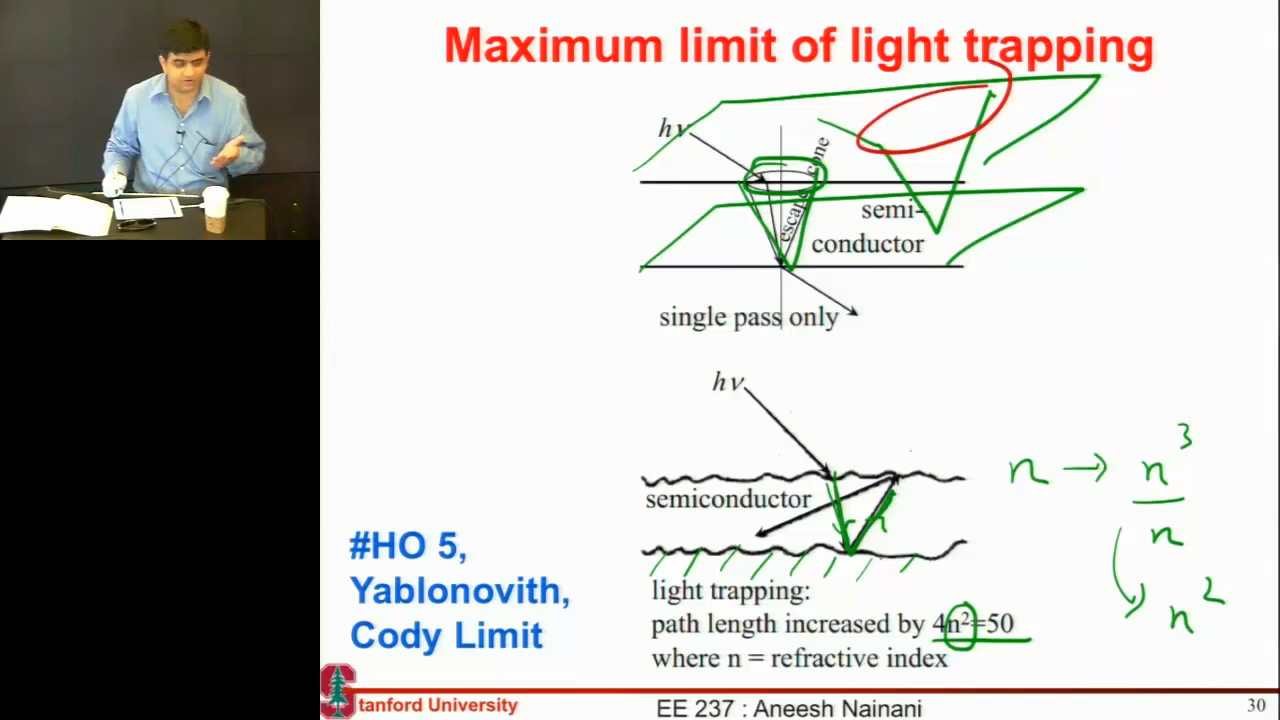 Maximum limit of light trapping
hν
escape cone
semi-
conductor
single pass only
hν
semiconductor
n → n³
n
n²
#HO 5,
Yablonovith,
Cody Limit
light trapping:
path length increased by 4n²=50
where n = refractive index
Stanford University
EE 237 : Aneesh Nainani
30